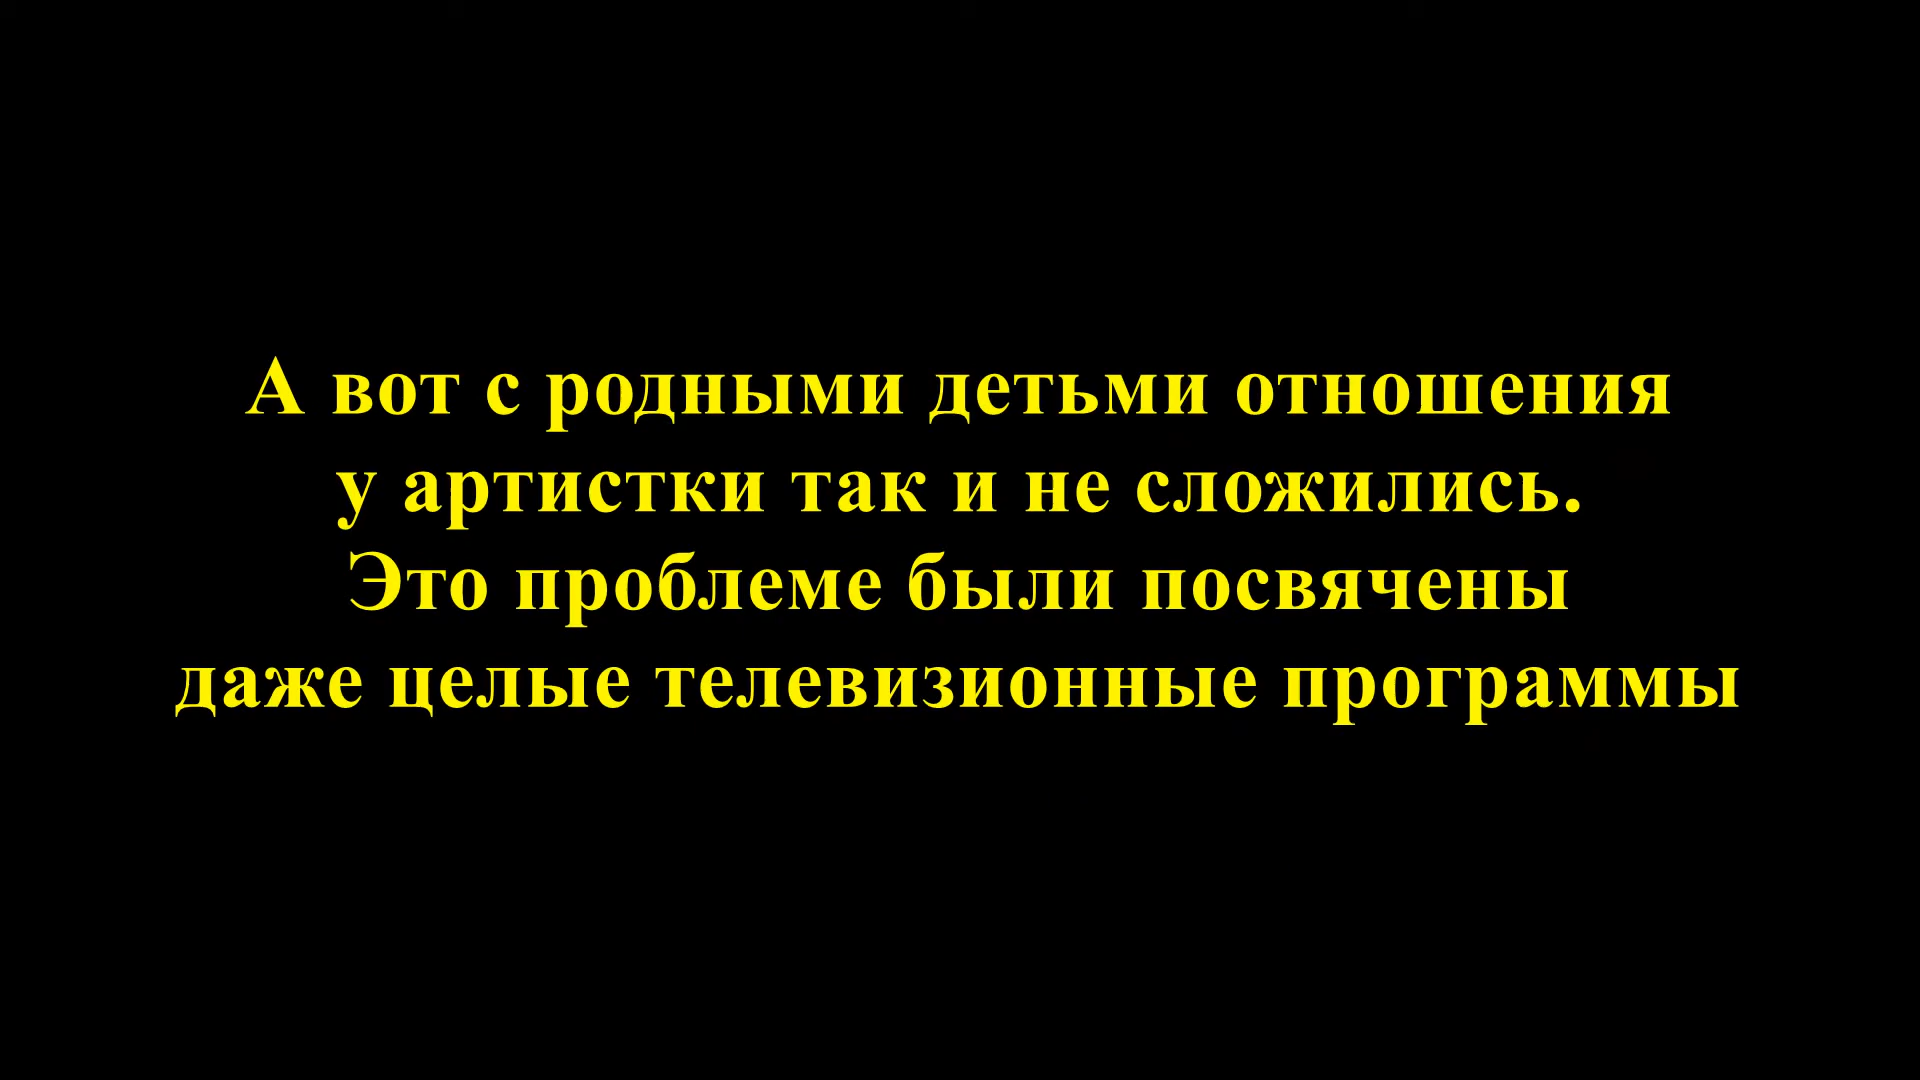 А вот с родными детьми отношения
у артистки так и не сложились.
Это проблеме были посвячены
даже целые телевизионные программы